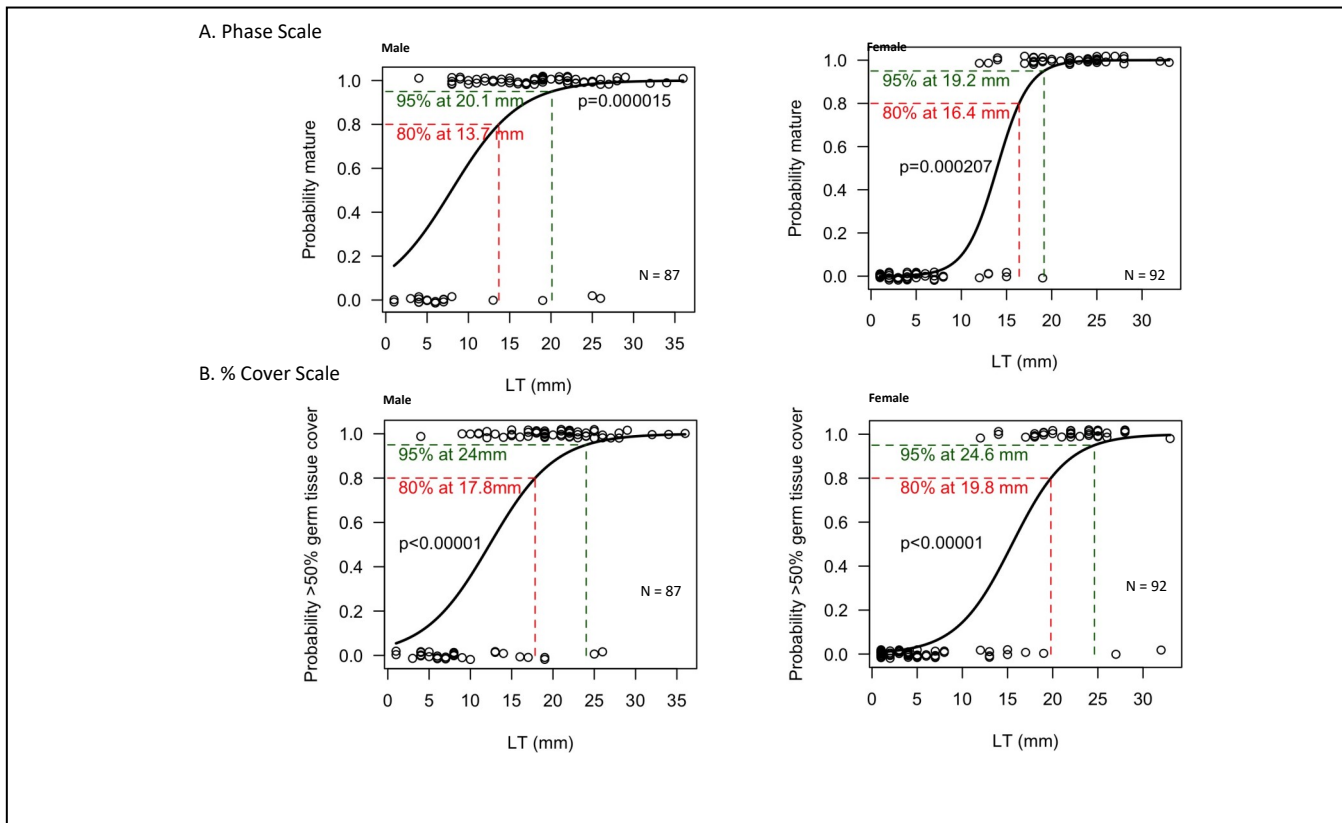 A. Phase Scale
Male
1.0
0.8
0.6
0.4
0.2
0.0
Probability mature
95% at 20.1 mm
p=0.000015
80% at 13.7 mm
N = 87
0 5 10 15 20 25 30 35
LT (mm)
Female
1.0
0.8
0.6
0.4
0.2
0.0
Probability mature
95% at 19.2 mm
80% at 16.4 mm
p=0.000207
N = 92
0 5 10 15 20 25 30
LT (mm)
B. % Cover Scale
Male
1.0
0.8
0.6
0.4
0.2
0.0
Probability >50% germ tissue cover
95% at 24mm
80% at 17.8mm
p<0.00001
N = 87
0 5 10 15 20 25 30 35
LT (mm)
Female
1.0
0.8
0.6
0.4
0.2
0.0
Probability >50% germ tissue cover
95% at 24.6 mm
80% at 19.8 mm
p<0.00001
N = 92
0 5 10 15 20 25 30
LT (mm)